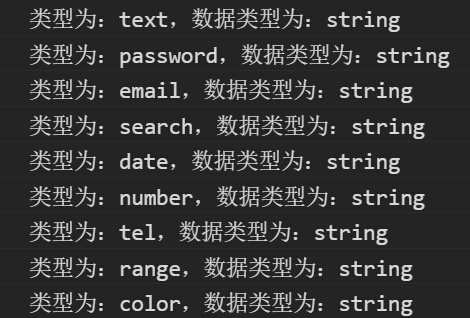 类型为：text，数据类型为：string
类型为：password，数据类型为：string
类型为：email，数据类型为：string
类型为：search，数据类型为：string
类型为：date，数据类型为：string
类型为：number，数据类型为：string
类型为：tel，数据类型为：string
类型为：range，数据类型为：string
类型为：color，数据类型为：string